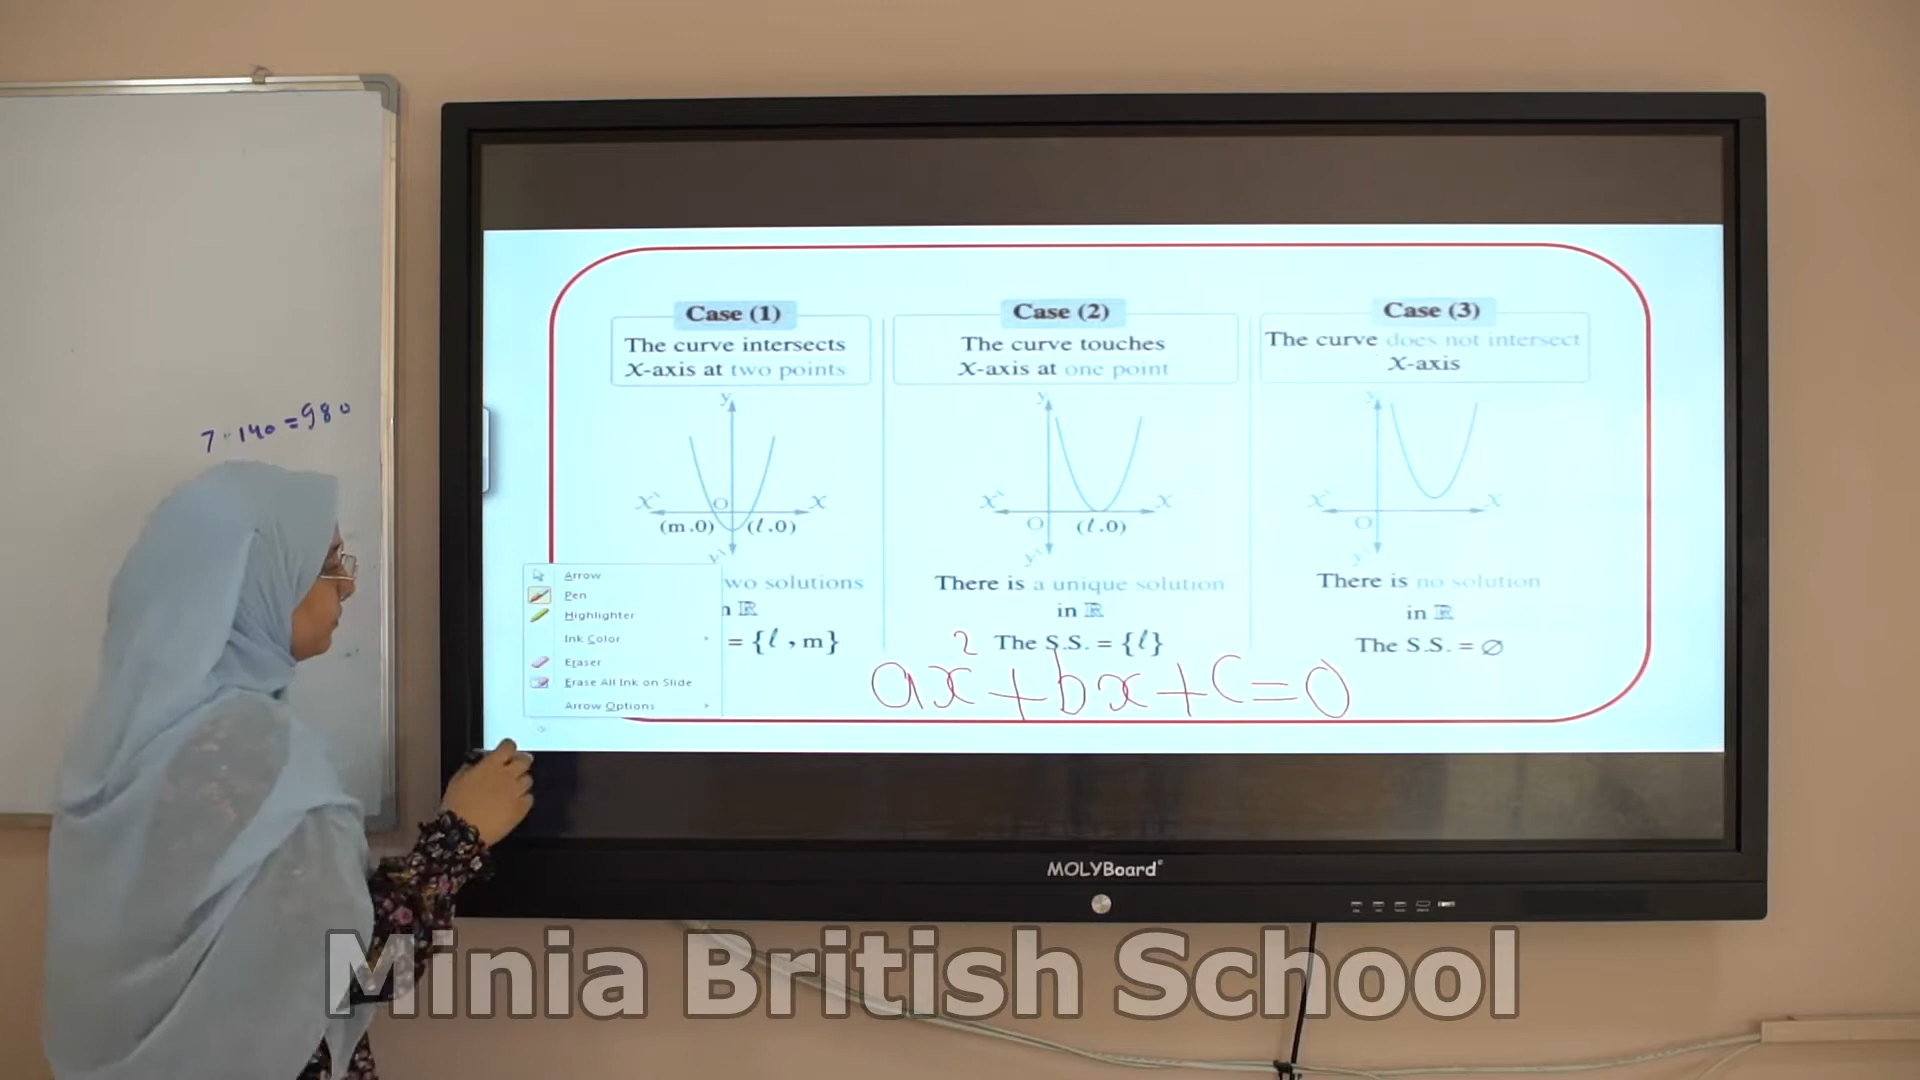 7 · 140 = 980
Case (1)
The curve intersects
X-axis at two points
y
X` O X
(m,0) (ℓ,0)
y`
wo solutions
n ℝ
= {ℓ , m}
Case (2)
The curve touches
X-axis at one point
y
X` X
O (ℓ,0)
y`
There is a unique solution
in ℝ
The S.S. = {ℓ}
Case (3)
The curve does not intersect
X-axis
y
X` X
O
y`
There is no solution
in ℝ
The S.S. = ∅
ax² + bx + c = 0
Arrow
Pen
Highlighter
Ink Color
Eraser
Erase All Ink on Slide
Arrow Options
MOLYBoard
Minia British School